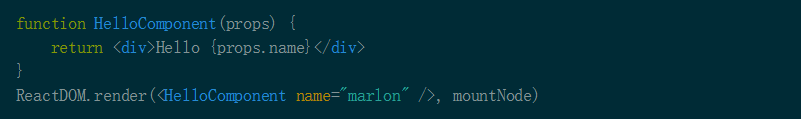 function HelloComponent(props) {
    return <div>Hello {props.name}</div>
}
ReactDOM.render(<HelloComponent name="marlon" />, mountNode)